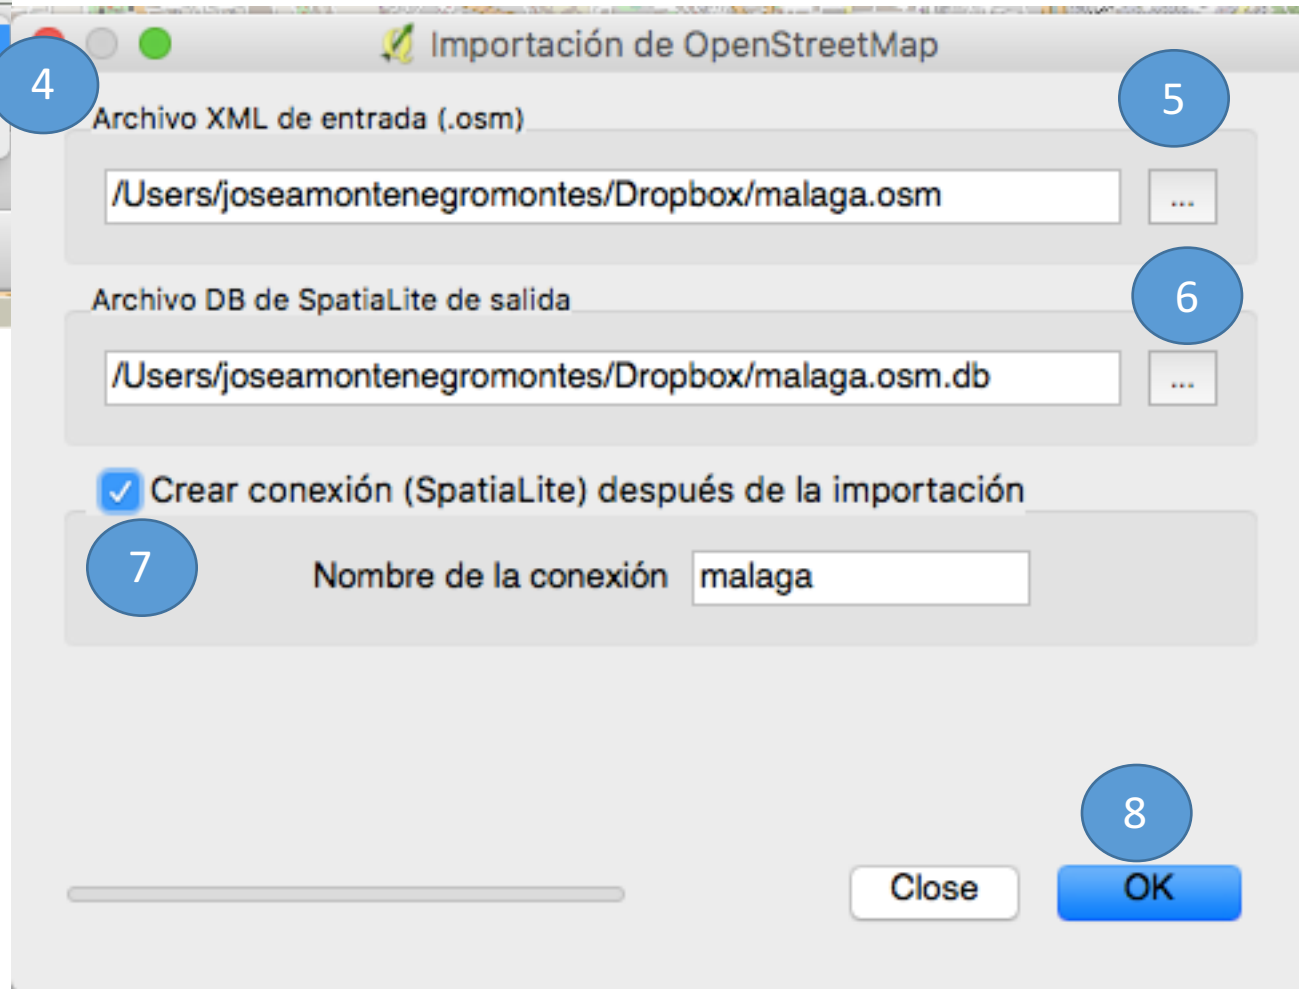 Importación de OpenStreetMap
4
5
Archivo XML de entrada (.osm)
/Users/joseamontenegromontes/Dropbox/malaga.osm
...
6
Archivo DB de SpatiaLite de salida
/Users/joseamontenegromontes/Dropbox/malaga.osm.db
...
Crear conexión (SpatiaLite) después de la importación
7
Nombre de la conexión malaga
8
Close
OK